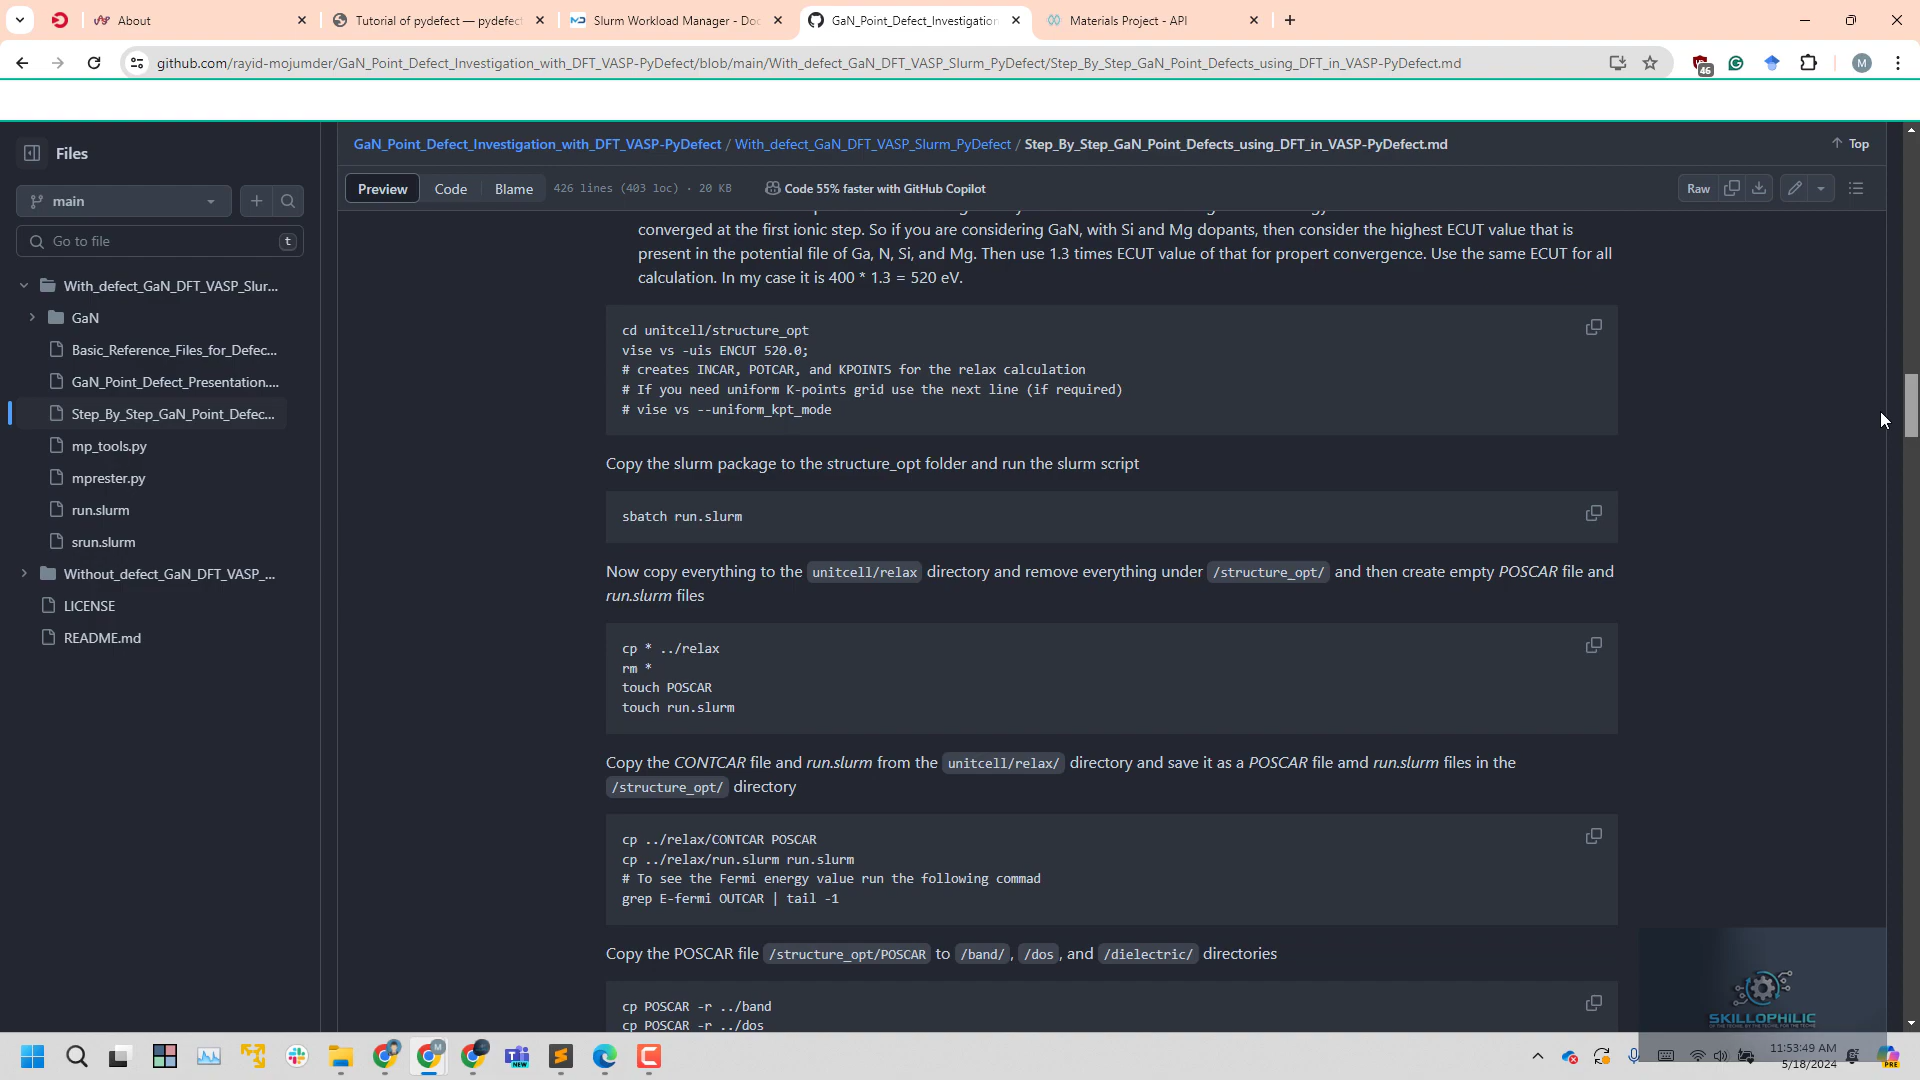 About
Tutorial of pydefect — pydefect
Slurm Workload Manager - Doc
GaN_Point_Defect_Investigation
Materials Project - API
github.com/rayid-mojumder/GaN_Point_Defect_Investigation_with_DFT_VASP-PyDefect/blob/main/With_defect_GaN_DFT_VASP_Slurm_PyDefect/Step_By_Step_GaN_Point_Defects_using_DFT_in_VASP-PyDefect.md
46
M
Files
GaN_Point_Defect_Investigation_with_DFT_VASP-PyDefect / With_defect_GaN_DFT_VASP_Slurm_PyDefect / Step_By_Step_GaN_Point_Defects_using_DFT_in_VASP-PyDefect.md
Top
Preview
Code
Blame
426 lines (403 loc) · 20 KB
Code 55% faster with GitHub Copilot
Raw
main
Go to file
t
With_defect_GaN_DFT_VASP_Slur...
GaN
Basic_Reference_Files_for_Defec...
GaN_Point_Defect_Presentation....
Step_By_Step_GaN_Point_Defec...
mp_tools.py
mprester.py
run.slurm
srun.slurm
Without_defect_GaN_DFT_VASP_...
LICENSE
README.md
converged at the first ionic step. So if you are considering GaN, with Si and Mg dopants, then consider the highest ECUT value that is
present in the potential file of Ga, N, Si, and Mg. Then use 1.3 times ECUT value of that for propert convergence. Use the same ECUT for all
calculation. In my case it is 400 * 1.3 = 520 eV.
cd unitcell/structure_opt
vise vs -uis ENCUT 520.0;
# creates INCAR, POTCAR, and KPOINTS for the relax calculation
# If you need uniform K-points grid use the next line (if required)
# vise vs --uniform_kpt_mode
Copy the slurm package to the structure_opt folder and run the slurm script
sbatch run.slurm
Now copy everything to the unitcell/relax directory and remove everything under /structure_opt/ and then create empty POSCAR file and
run.slurm files
cp * ../relax
rm *
touch POSCAR
touch run.slurm
Copy the CONTCAR file and run.slurm from the unitcell/relax/ directory and save it as a POSCAR file amd run.slurm files in the
/structure_opt/ directory
cp ../relax/CONTCAR POSCAR
cp ../relax/run.slurm run.slurm
# To see the Fermi energy value run the following commad
grep E-fermi OUTCAR | tail -1
Copy the POSCAR file /structure_opt/POSCAR to /band/, /dos, and /dielectric/ directories
cp POSCAR -r ../band
cp POSCAR -r ../dos
SKILLOPHILIC
11:53:49 AM
5/18/2024